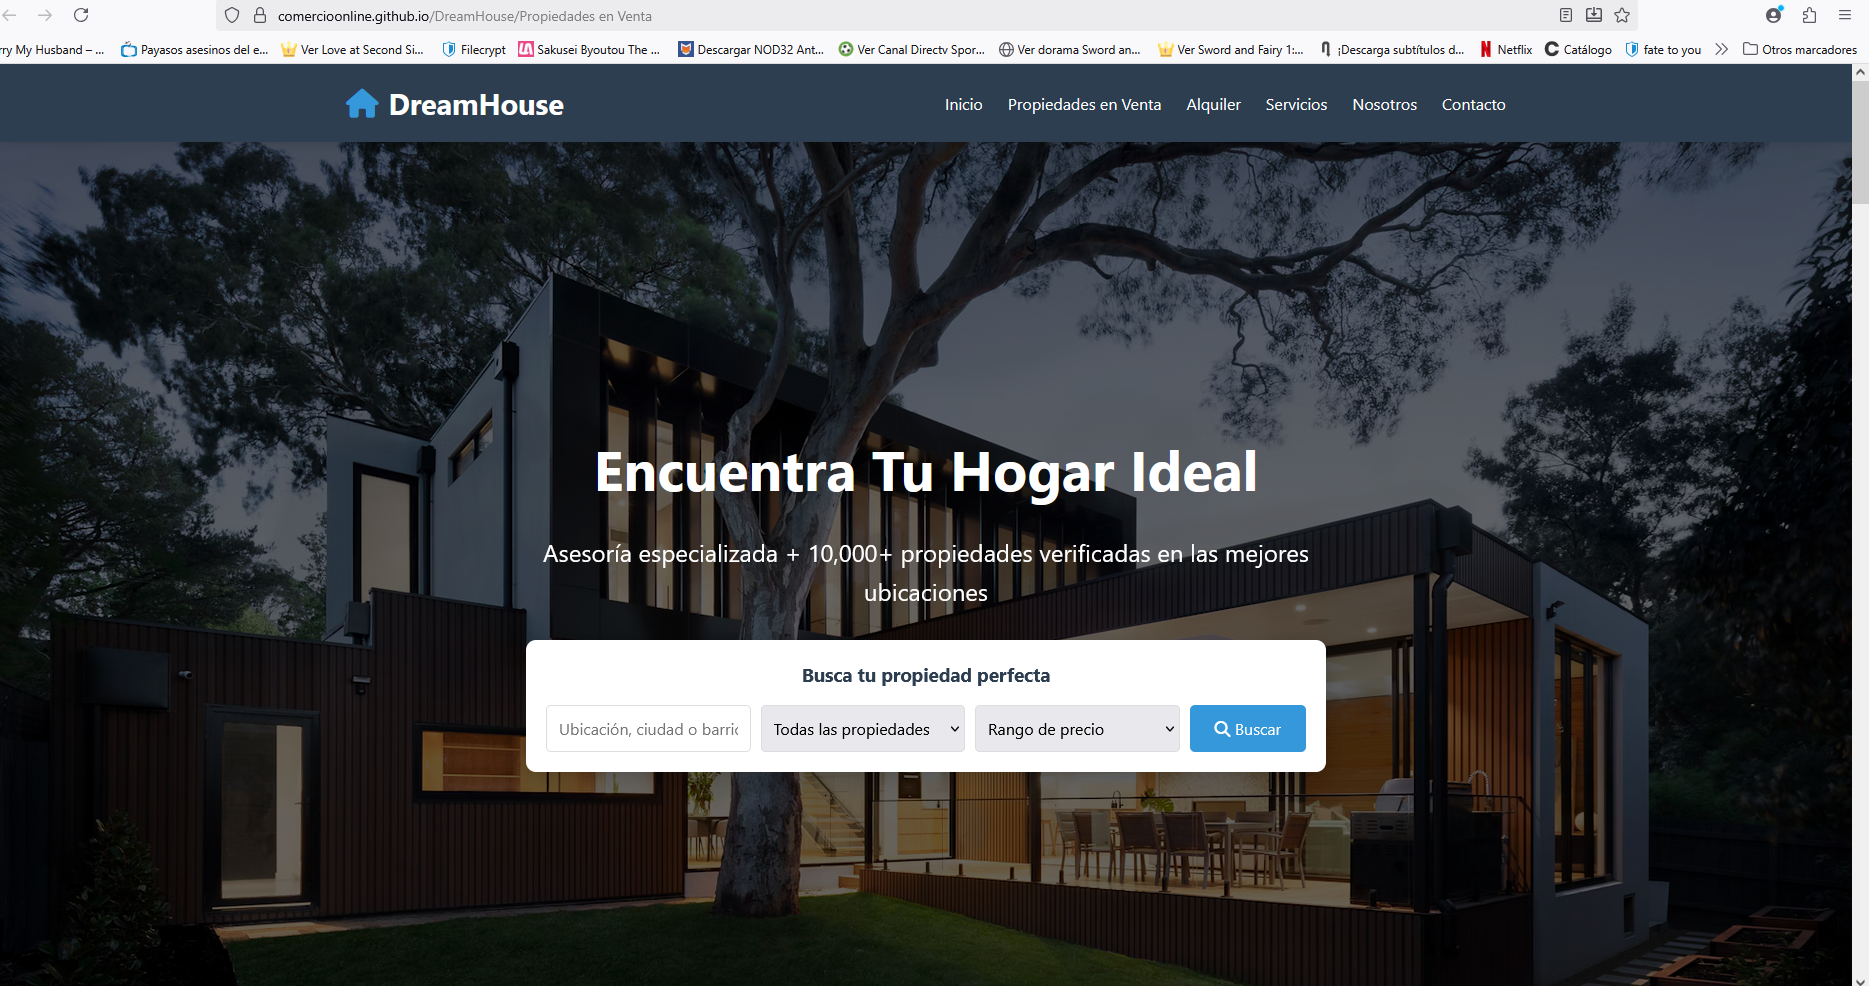 comercioonline.github.io/DreamHouse/Propiedades en Venta
rry My Husband – ...
Payasos asesinos del e...
Ver Love at Second Si...
Filecrypt
Sakusei Byoutou The ...
Descargar NOD32 Ant...
Ver Canal Directv Spor...
Ver dorama Sword an...
Ver Sword and Fairy 1:...
¡Descarga subtítulos d...
Netflix
Catálogo
fate to you
Otros marcadores
DreamHouse
Inicio
Propiedades en Venta
Alquiler
Servicios
Nosotros
Contacto
Encuentra Tu Hogar Ideal
Asesoría especializada + 10,000+ propiedades verificadas en las mejores
ubicaciones
Busca tu propiedad perfecta
Ubicación, ciudad o barric
Todas las propiedades
Rango de precio
Buscar